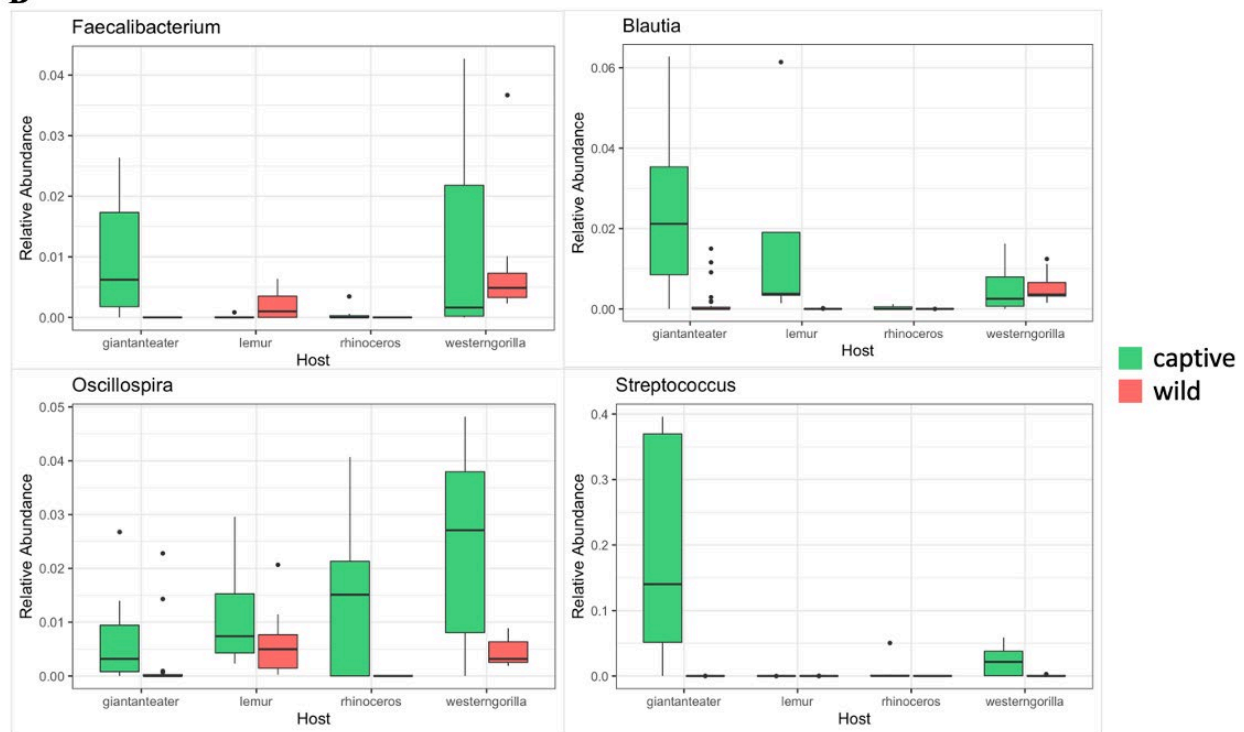 Faecalibacterium
Relative Abundance
0.04
0.03
0.02
0.01
0.00
giantanteater lemur rhinoceros westerngorilla
Host
Blautia
Relative Abundance
0.06
0.04
0.02
0.00
giantanteater lemur rhinoceros westerngorilla
Host
captive
wild
Oscillospira
Relative Abundance
0.05
0.04
0.03
0.02
0.01
0.00
giantanteater lemur rhinoceros westerngorilla
Host
Streptococcus
Relative Abundance
0.4
0.3
0.2
0.1
0.0
giantanteater lemur rhinoceros westerngorilla
Host